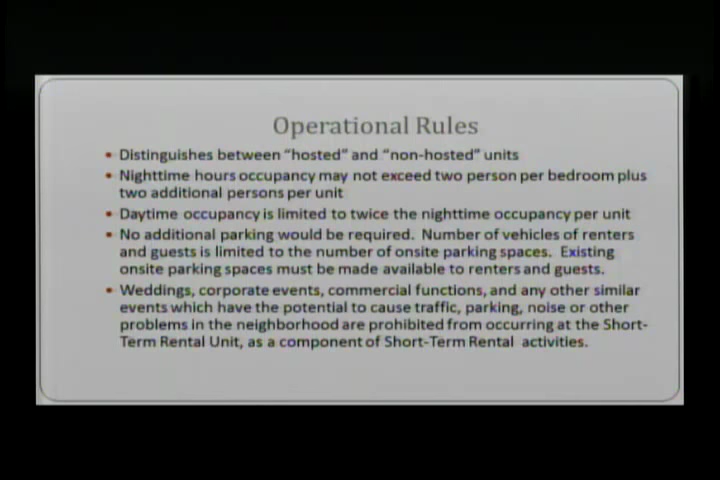 Operational Rules
• Distinguishes between “hosted” and “non-hosted” units
• Nighttime hours occupancy may not exceed two person per bedroom plus
two additional persons per unit
• Daytime occupancy is limited to twice the nighttime occupancy per unit
• No additional parking would be required. Number of vehicles of renters
and guests is limited to the number of onsite parking spaces. Existing
onsite parking spaces must be made available to renters and guests.
• Weddings, corporate events, commercial functions, and any other similar
events which have the potential to cause traffic, parking, noise or other
problems in the neighborhood are prohibited from occurring at the Short-
Term Rental Unit, as a component of Short-Term Rental activities.